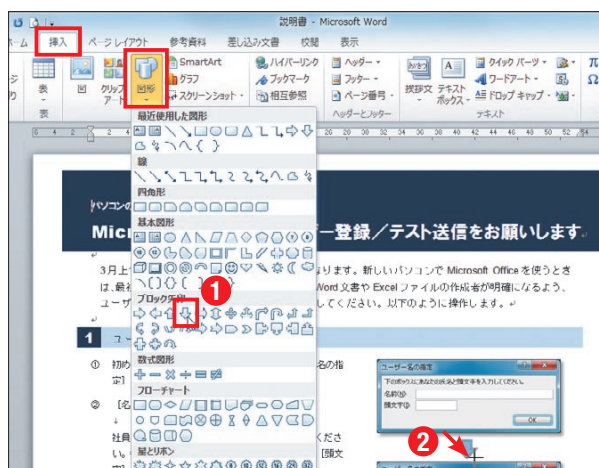 説明書 - Microsoft Word
挿入 ページ レイアウト 参考資料 差し込み文書 校閲 表示
表
図
クリップ アート
図形
SmartArt
グラフ
スクリーンショット
ハイパーリンク
ブックマーク
相互参照
ヘッダー
フッター
ページ番号
挨拶文
テキスト ボックス
クイック パーツ
ワードアート
ドロップ キャップ
表
ヘッダーとフッター
テキスト
最近使用した図形
線
四角形
基本図形
ブロック矢印
数式図形
フローチャート
星とリボン
パソコンの
Micr
ー登録／テスト送信をお願いします
3月上
ります。新しいパソコンで Microsoft Office を使うとき
は、最
Word 文書や Excel ファイルの作成者が明確になるよう、
ユーザ
してください。以下のように操作します。
1 ユー
① 初め
名の指
定]
② [名
社員
くださ
い。
[頭文
ユーザー名の指定
下のボックスにあなたの氏名と頭文字を入力してください。
名前(N):
頭文字(I):
OK
1
2